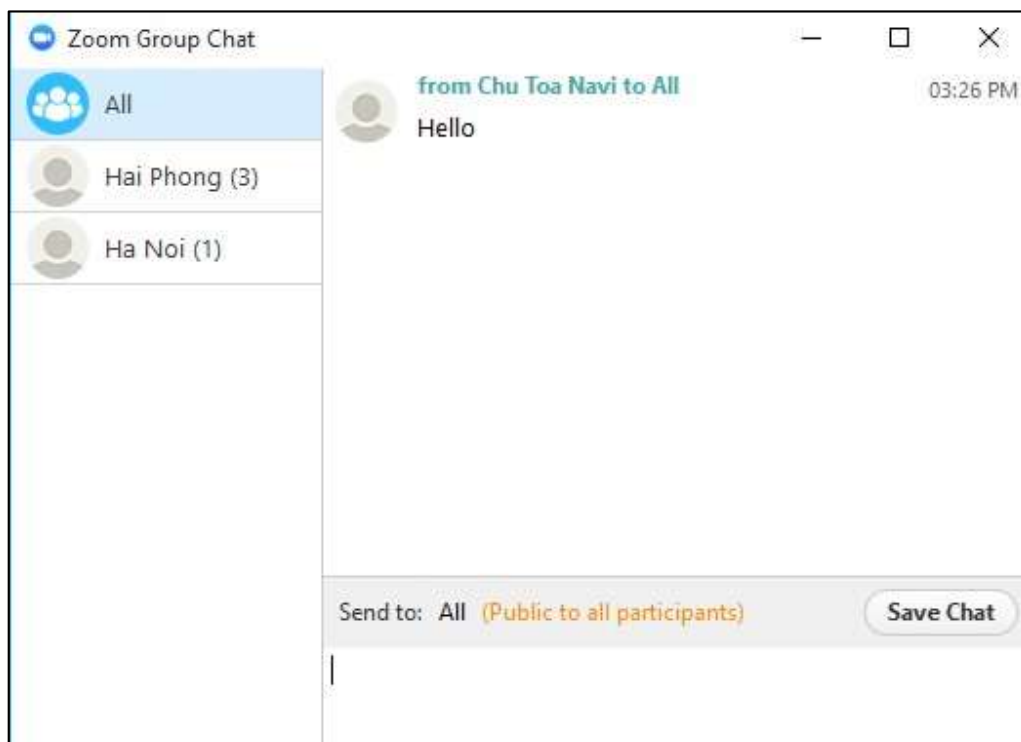 Zoom Group Chat
All
Hai Phong (3)
Ha Noi (1)
from Chu Toa Navi to All
03:26 PM
Hello
Send to: All (Public to all participants)
Save Chat